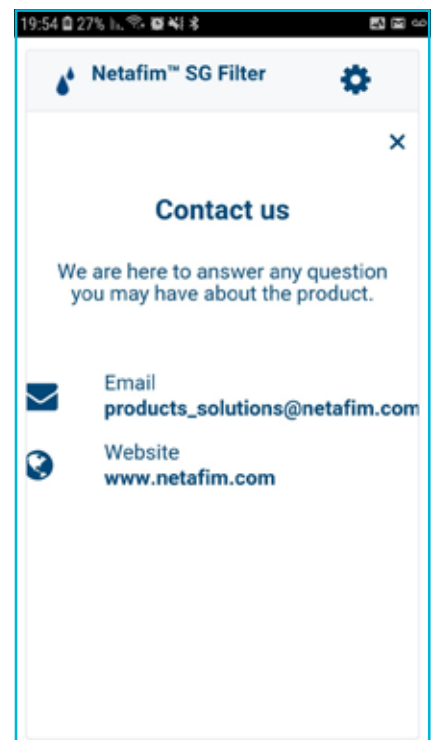 19:54 27%
Netafim™ SG Filter
×
Contact us
We are here to answer any question
you may have about the product.
Email
products_solutions@netafim.com
Website
www.netafim.com